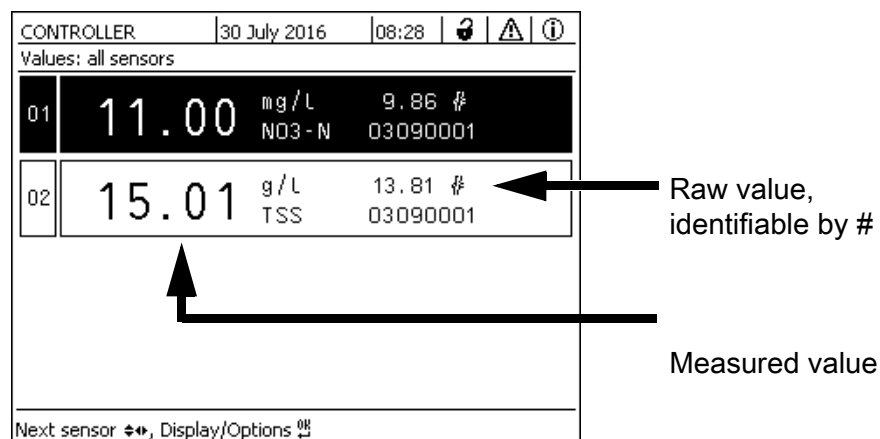 CONTROLLER 30 July 2016 08:28
Values: all sensors
01 11.00 mg/L 9.86 #
NO3-N 03090001
02 15.01 g/L 13.81 #
TSS 03090001
Raw value,
identifiable by #
Measured value
Next sensor, Display/Options OK